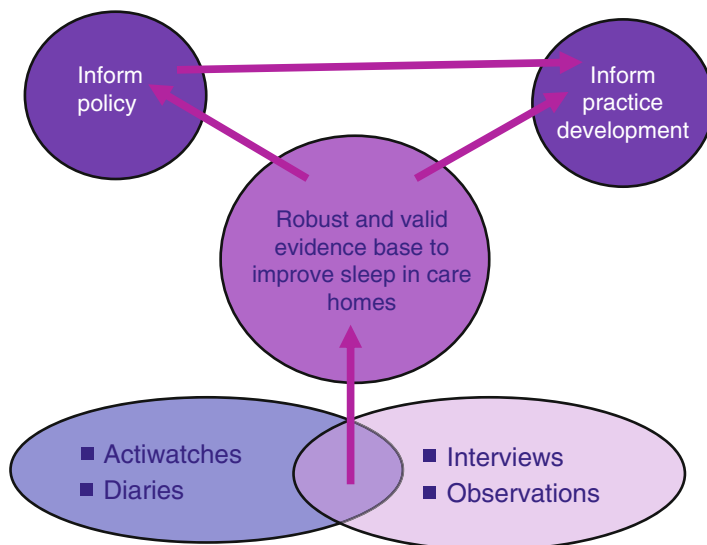 Inform
policy
Inform
practice
development
Robust and valid
evidence base to
improve sleep in care
homes
■ Actiwatches
■ Diaries
■ Interviews
■ Observations